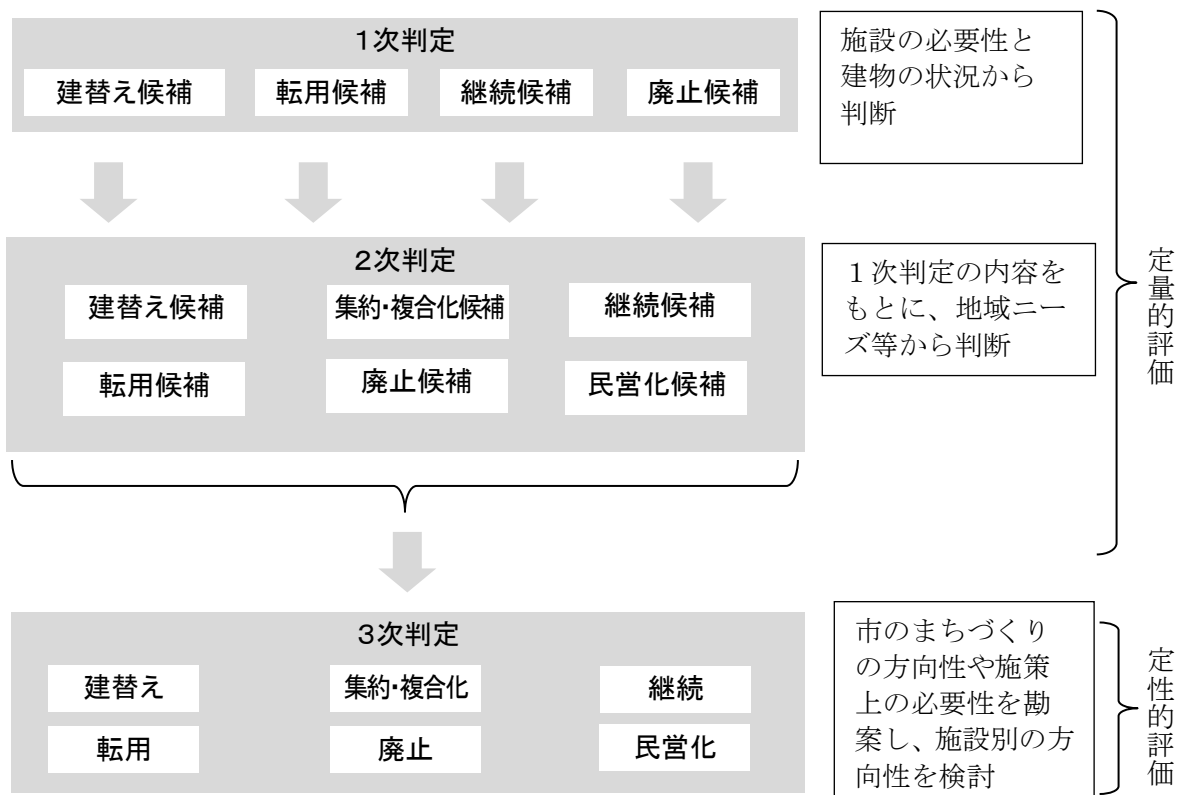 1次判定
建替え候補
転用候補
継続候補
廃止候補
施設の必要性と
建物の状況から
判断
2次判定
建替え候補
集約・複合化候補
継続候補
転用候補
廃止候補
民営化候補
1次判定の内容を
もとに、地域ニー
ズ等から判断
定量的評価
3次判定
建替え
集約・複合化
継続
転用
廃止
民営化
市のまちづくり
の方向性や施策
上の必要性を勘
案し、施設別の方
向性を検討
定性的評価